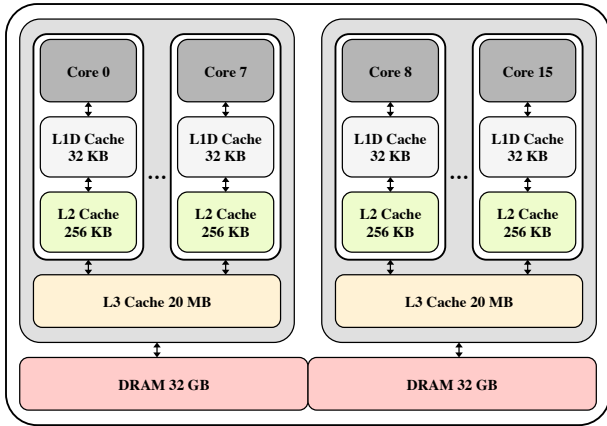 Core 0
Core 7
Core 8
Core 15
L1D Cache
32 KB
L1D Cache
32 KB
L1D Cache
32 KB
L1D Cache
32 KB
...
...
L2 Cache
256 KB
L2 Cache
256 KB
L2 Cache
256 KB
L2 Cache
256 KB
L3 Cache 20 MB
L3 Cache 20 MB
DRAM 32 GB
DRAM 32 GB